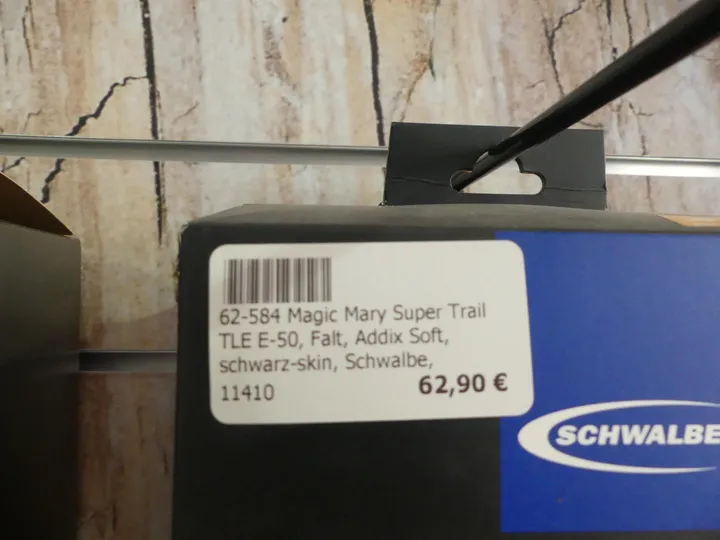 62-584 Magic Mary Super Trail
TLE E-50, Falt, Addix Soft,
schwarz-skin, Schwalbe,
11410 62,90 €
SCHWALBE